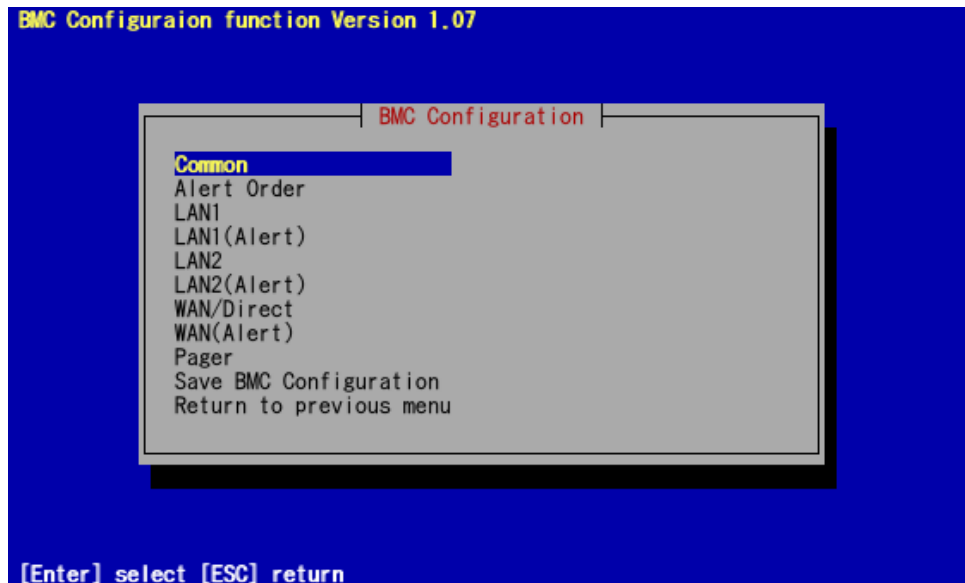 BMC Configuraion function Version 1.07
BMC Configuration
Common
Alert Order
LAN1
LAN1(Alert)
LAN2
LAN2(Alert)
WAN/Direct
WAN(Alert)
Pager
Save BMC Configuration
Return to previous menu
[Enter] select [ESC] return